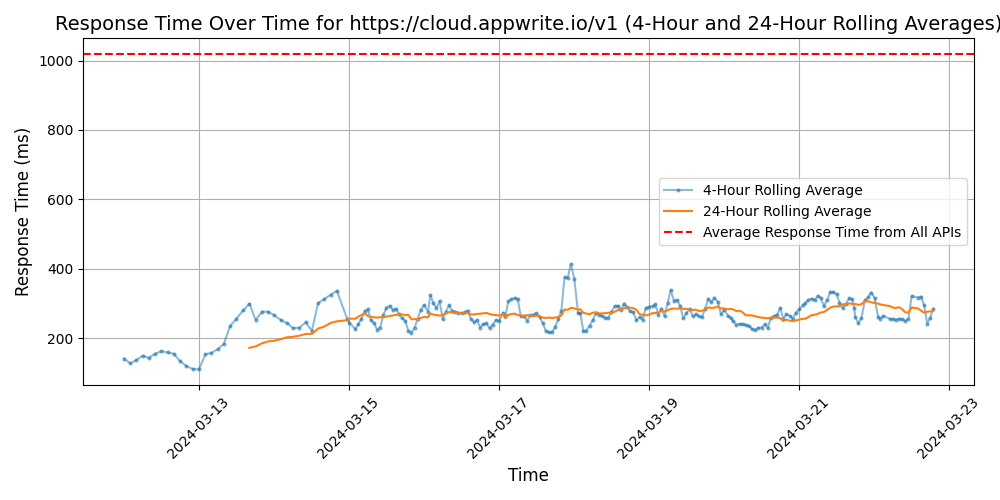 Response Time Over Time for https://cloud.appwrite.io/v1 (4-Hour and 24-Hour Rolling Averages)
Response Time (ms)
1000
800
600
400
200
4-Hour Rolling Average
24-Hour Rolling Average
Average Response Time from All APIs
2024-03-13
2024-03-15
2024-03-17
2024-03-19
2024-03-21
2024-03-23
Time